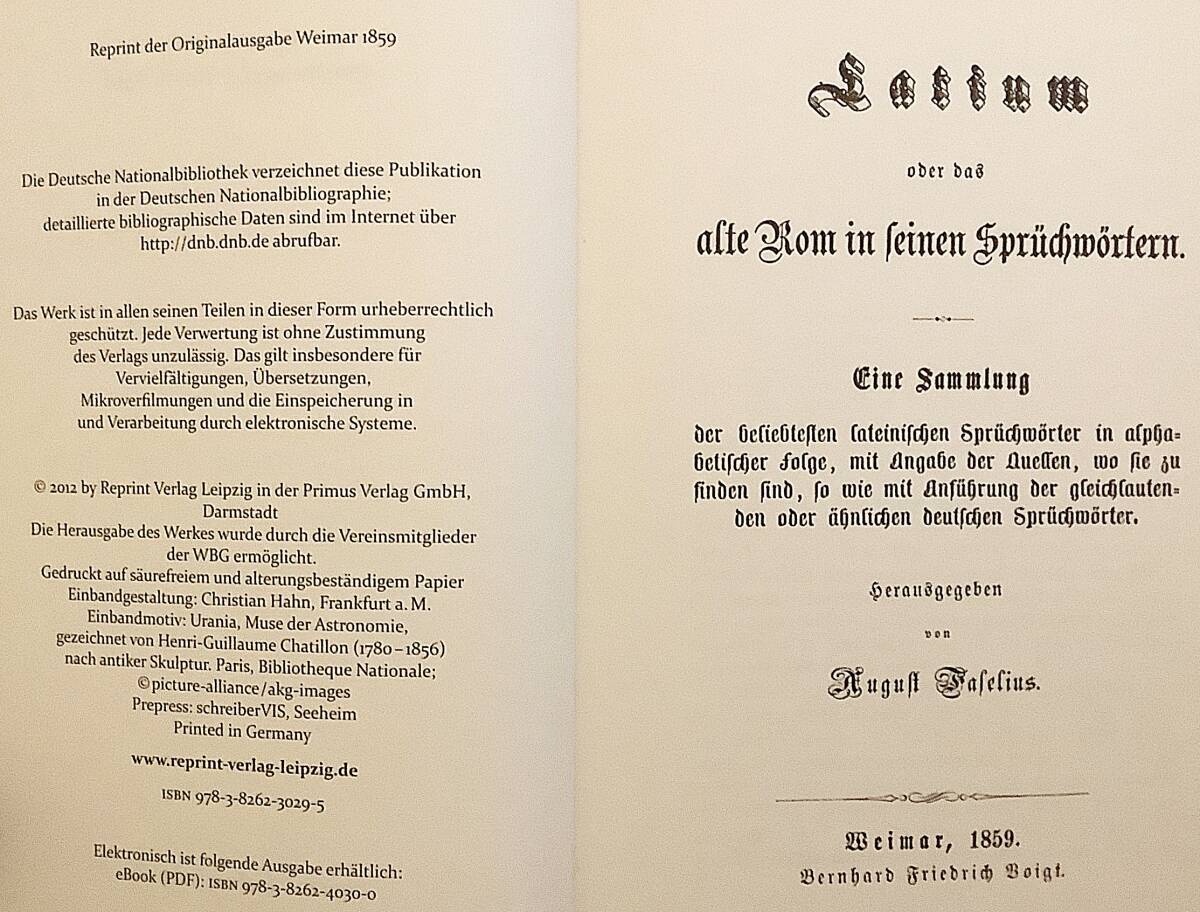 Reprint der Originalausgabe Weimar 1859
Die Deutsche Nationalbibliothek verzeichnet diese Publikation
in der Deutschen Nationalbibliographie;
detaillierte bibliographische Daten sind im Internet über
http://dnb.dnb.de abrufbar.
Das Werk ist in allen seinen Teilen in dieser Form urheberrechtlich
geschützt. Jede Verwertung ist ohne Zustimmung
des Verlags unzulässig. Das gilt insbesondere für
Vervielfältigungen, Übersetzungen,
Mikroverfilmungen und die Einspeicherung in
und Verarbeitung durch elektronische Systeme.
© 2012 by Reprint Verlag Leipzig in der Primus Verlag GmbH,
Darmstadt
Die Herausgabe des Werkes wurde durch die Vereinsmitglieder
der WBG ermöglicht.
Gedruckt auf säurefreiem und alterungsbeständigem Papier
Einbandgestaltung: Christian Hahn, Frankfurt a. M.
Einbandmotiv: Urania, Muse der Astronomie,
gezeichnet von Henri-Guillaume Chatillon (1780–1856)
nach antiker Skulptur. Paris, Bibliotheque Nationale;
©picture-alliance/akg-images
Prepress: schreiberVIS, Seeheim
Printed in Germany
www.reprint-verlag-leipzig.de
ISBN 978-3-8262-3029-5
Elektronisch ist folgende Ausgabe erhältlich:
eBook (PDF): ISBN 978-3-8262-4030-0
Latium
oder das
alte Rom in ſeinen Sprüchwörtern.
Eine Sammlung
der beliebteſten lateiniſchen Sprüchwörter in alpha-
betiſcher Folge, mit Angabe der Quellen, wo ſie zu
finden ſind, ſo wie mit Anführung der gleichlauten-
den oder ähnlichen deutſchen Sprüchwörter.
Herausgegeben
von
Auguſt Faſelius.
Weimar, 1859.
Bernhard Friedrich Voigt.